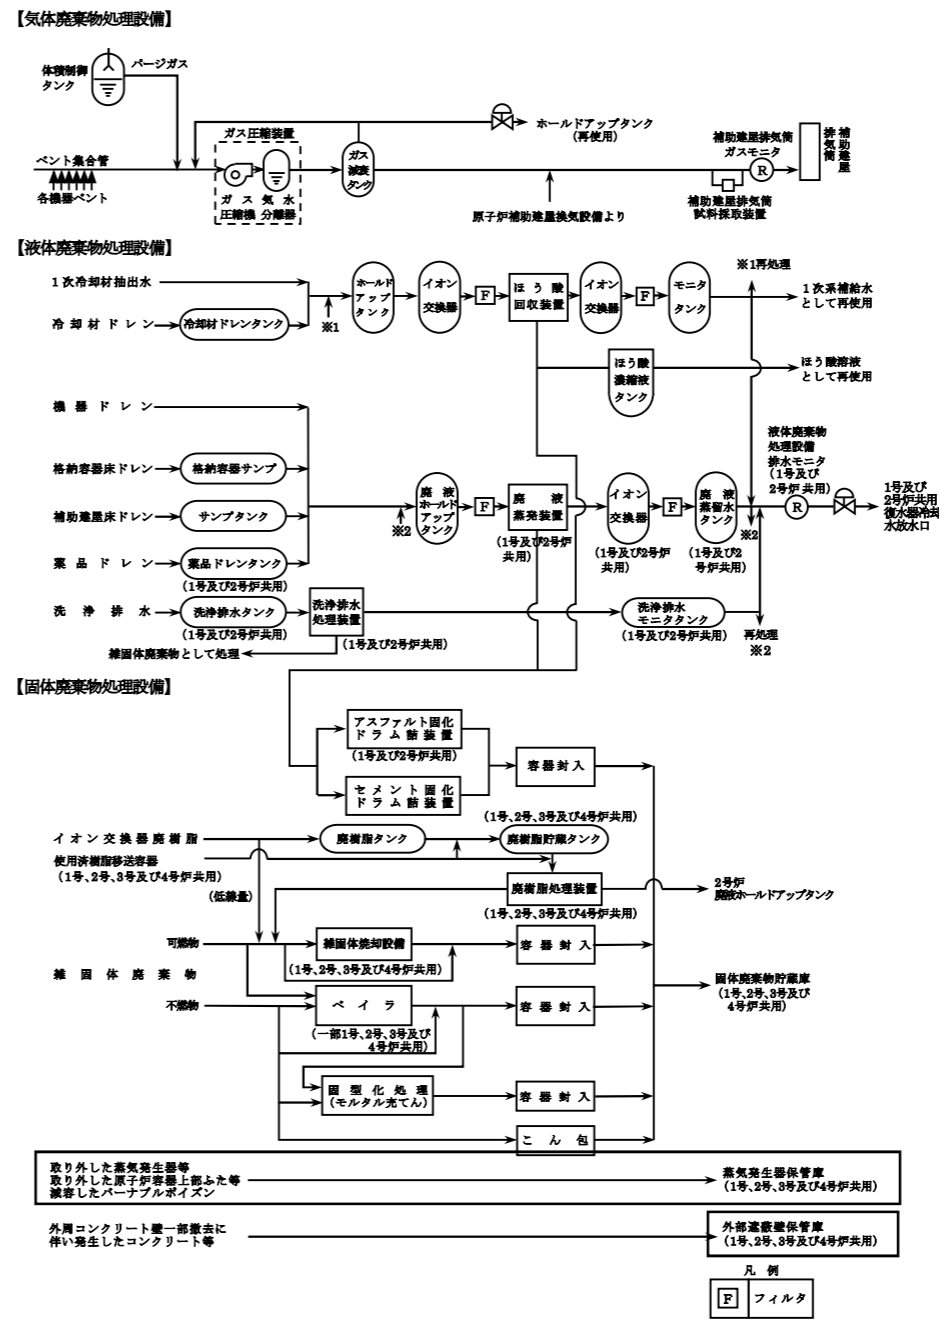 【気体廃棄物処理設備】
体積制御
タンク
パージガス
ベント集合管
各機器ベント
ガス圧縮装置
ガス
圧縮機
気水
分離器
ガス
減衰
タンク
ホールドアップタンク
(再使用)
原子炉補助建屋換気設備より
補助建屋排気筒
ガスモニタ
R
補助建屋排気筒
試料採取装置
補助建屋
排気筒
【液体廃棄物処理設備】
1次冷却材抽出水
冷却材ドレン
冷却材ドレンタンク
※1
ホールド
アップ
タンク
イオン
交換器
F
ほう酸
回収装置
イオン
交換器
F
モニタ
タンク
※1再処理
1次系補給水
として再使用
ほう酸
濃縮液
タンク
ほう酸溶液
として再使用
機器ドレン
格納容器床ドレン
格納容器サンプ
補助建屋床ドレン
サンプタンク
薬品ドレン
薬品ドレンタンク
(1号及び2号炉共用)
洗浄排水
洗浄排水タンク
(1号及び2号炉共用)
洗浄排水
処理装置
(1号及び2号炉共用)
雑固体廃棄物として処理
※2
廃液
ホールド
アップ
タンク
F
廃液
蒸発装置
(1号及び2号炉
共用)
イオン
交換器
(1号及び2号炉
共用)
F
廃液
蒸留水
タンク
(1号及び2
号炉共用)
※2
液体廃棄物
処理設備
排水モニタ
(1号及び
2号炉共用)
R
1号及び
2号炉共用
復水器冷却
水放水口
洗浄排水
モニタタンク
(1号及び2号炉共用)
再処理
※2
【固体廃棄物処理設備】
アスファルト固化
ドラム詰装置
(1号及び2号炉共用)
セメント固化
ドラム詰装置
容器封入
イオン交換器廃樹脂
廃樹脂タンク
(1号、2号、3号及び4号炉共用)
廃樹脂貯蔵タンク
使用済樹脂移送容器
(1号、2号、3号及び4号炉共用)
(低線量)
廃樹脂処理装置
(1号、2号、3号及び4号炉共用)
2号炉
廃液ホールドアップタンク
可燃物
雑固体焼却設備
(1号、2号、3号及び4号炉共用)
容器封入
雑固体廃棄物
不燃物
ベイラ
(一部1号、2号、3号及び
4号炉共用)
容器封入
固体廃棄物貯蔵庫
(1号、2号、3号及び
4号炉共用)
固型化処理
(モルタル充てん)
容器封入
こん包
取り外した蒸気発生器等
取り外した原子炉容器上部ふた等
減容したバーナブルポイズン
蒸気発生器保管庫
(1号、2号、3号及び4号炉共用)
外周コンクリート壁一部撤去に
伴い発生したコンクリート等
外部遮蔽壁保管庫
(1号、2号、3号及び4号炉共用)
凡例
F
フィルタ